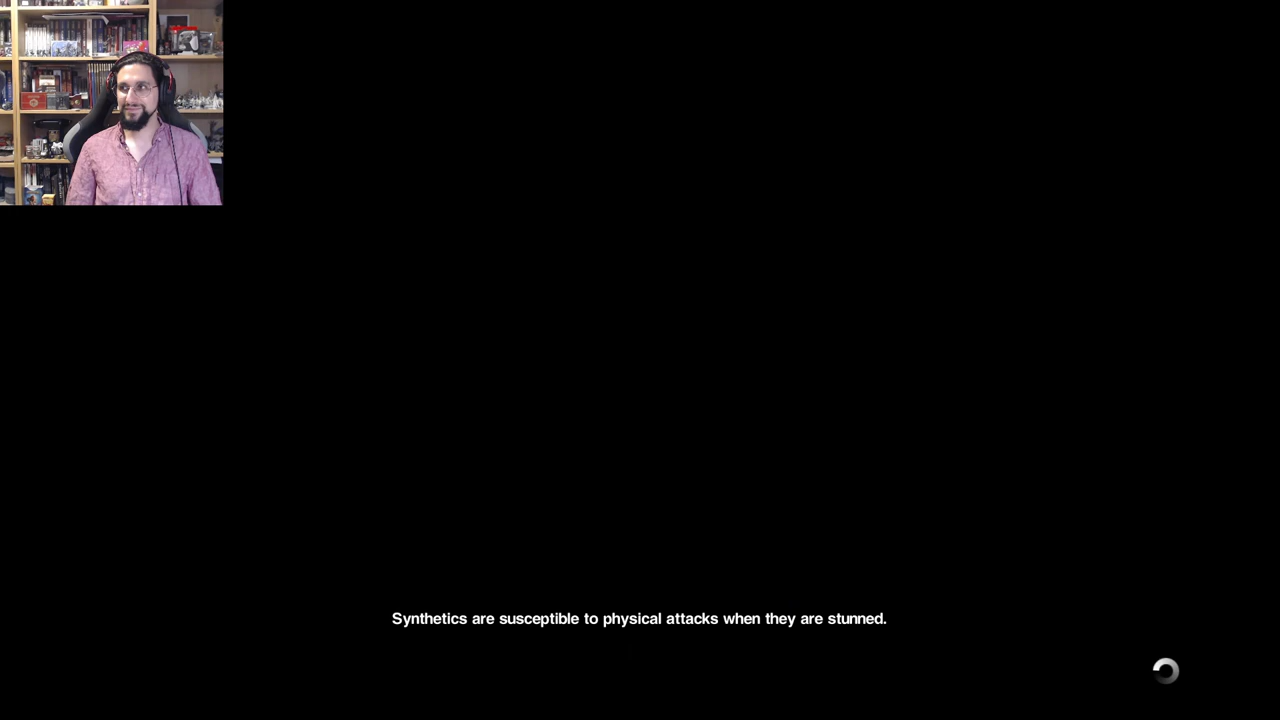 Synthetics are susceptible to physical attacks when they are stunned.